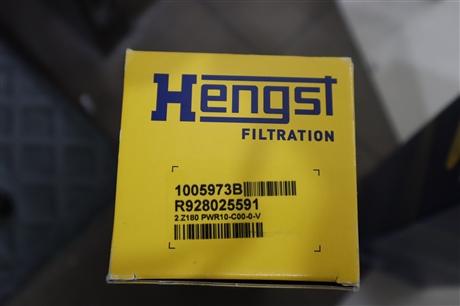 Hengst
FILTRATION
1005973B
R928025591
2.Z180 PWR10-C00-0-V